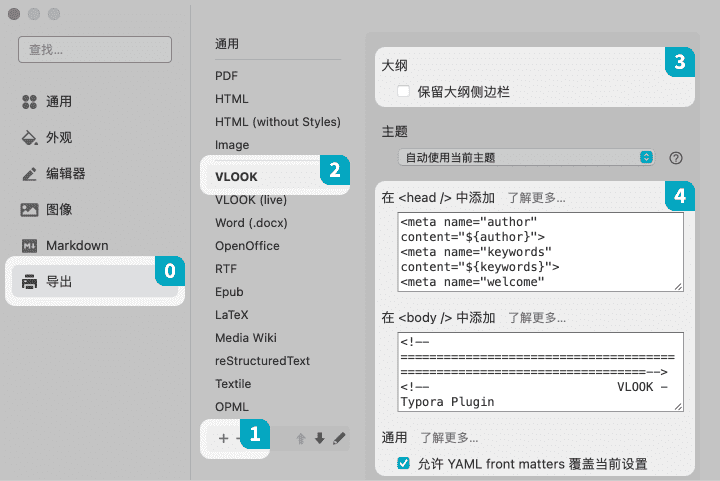 查找...
通用
外观
编辑器
图像
Markdown
导出
0
通用
PDF
HTML
HTML (without Styles)
Image
VLOOK
2
VLOOK (live)
Word (.docx)
OpenOffice
RTF
Epub
LaTeX
Media Wiki
reStructuredText
Textile
OPML
+
1
大纲
3
保留大纲侧边栏
主题
自动使用当前主题
?
在 <head /> 中添加 了解更多...
4
<meta name="author"
content="${author}">
<meta name="keywords"
content="${keywords}">
<meta name="welcome"
在 <body /> 中添加 了解更多...
<!--
======================================
==================================-->
<!-- VLOOK -
Typora Plugin
通用 了解更多...
允许 YAML front matters 覆盖当前设置